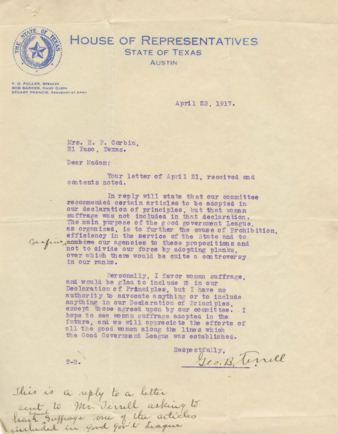 THE STATE OF TEXAS
HOUSE OF REPRESENTATIVES
STATE OF TEXAS
AUSTIN
F. O. FULLER, SPEAKER
BOB BARKER, CHIEF CLERK
April 23, 1917.
Mrs. E. P. Corbin,
El Paso, Texas.
Dear Madam:
Your letter of April 21, received and
contents noted.
In reply will state that our committee
recommended certain articles to be adopted in
our declaration of principles, but that woman
suffrage was not included in that declaration.
The main purpose of the good government league,
as organized, is to further the cause of Prohibition,
efficiency in the service of the State and to
our agencies to these propositions and
not to divide our force by adopting planks,
over which there would be quite a controversy
in our ranks.
Personally, I favor woman suffrage,
and would be glad to include it in our
Declaration of Principles, but I have no
authority to advocate anything or to include
anything in our Declaration of Principles,
except those agreed upon by our committee. I
hope to see woman suffrage adopted in the
future, and we will appreciate the efforts of
all the good women along the lines which
the Good Government League was established.
Respectfully,
Geo. B. Terrell
T-H.
This is a reply to a letter
sent to Mr. Terrell asking to
Suffrage one of the articles
included in Good Gov't League